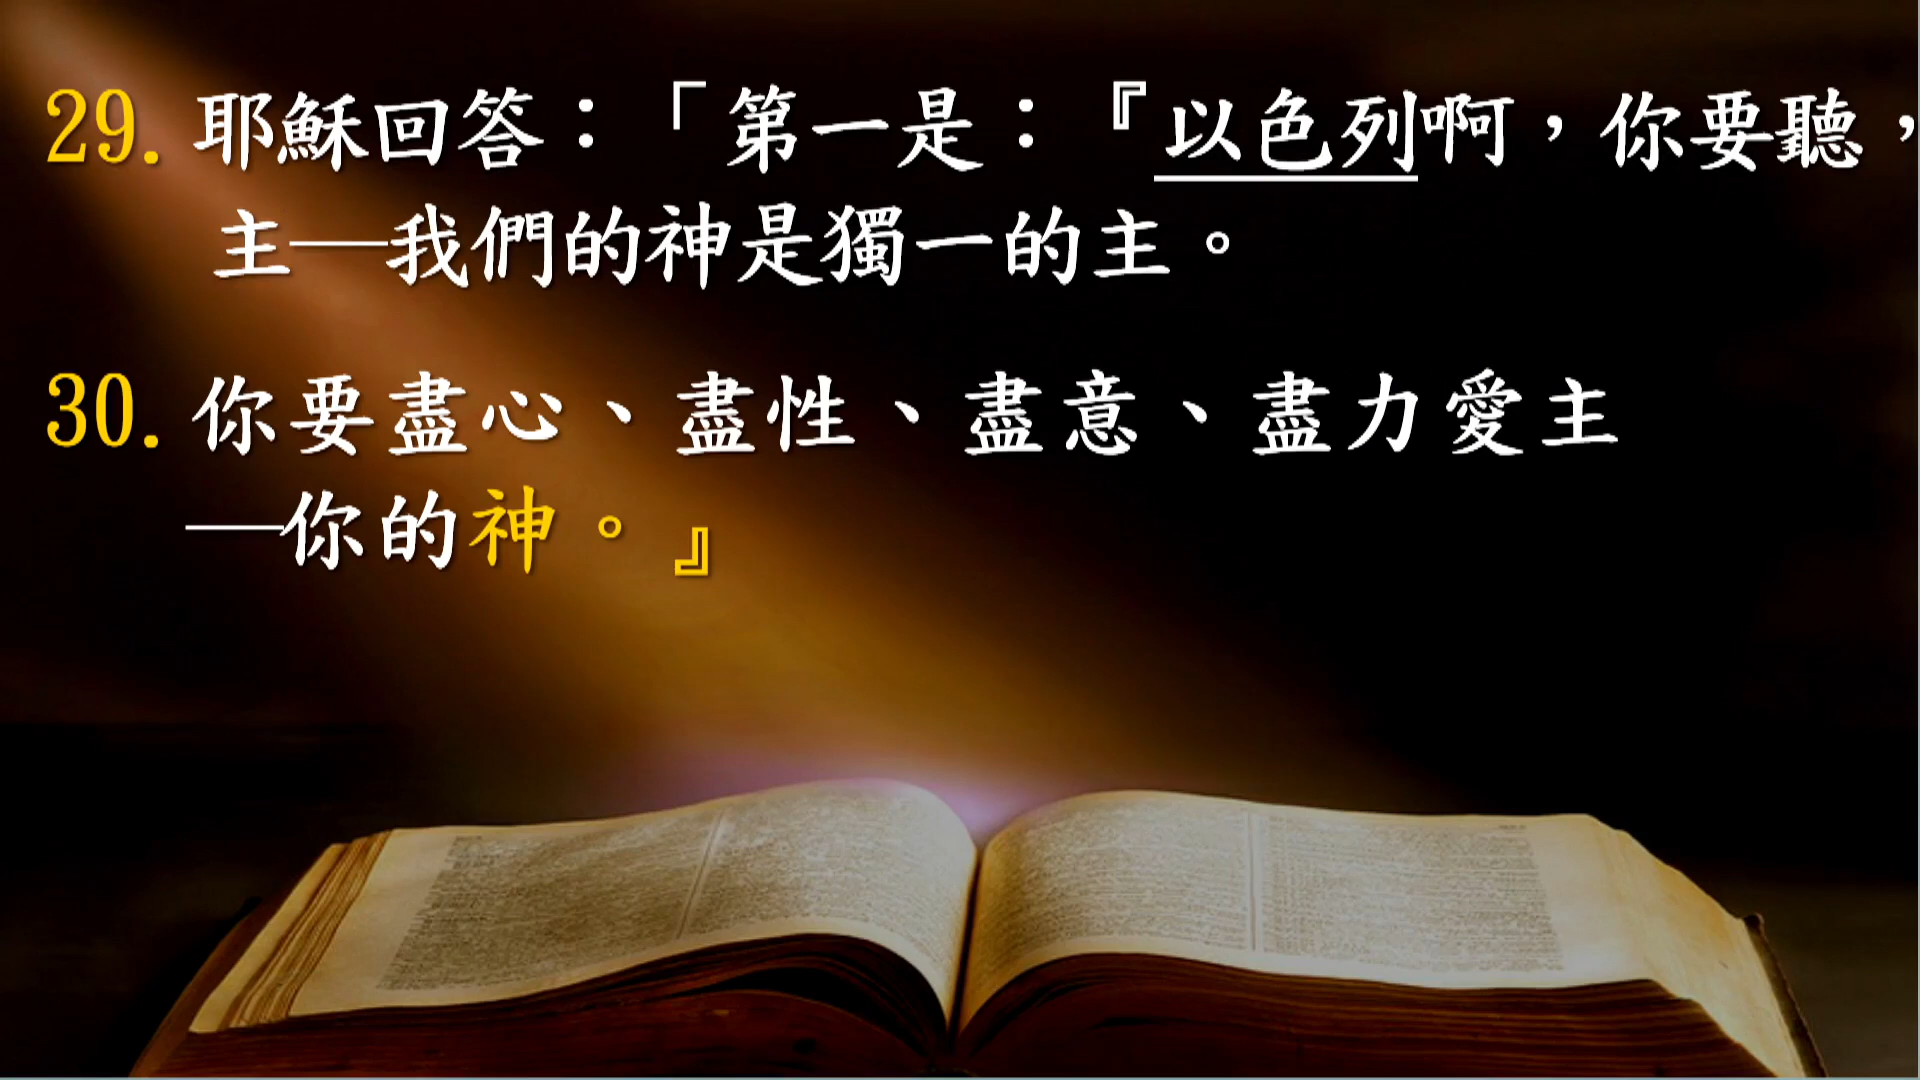 29. 耶穌回答：「第一是：『以色列啊，你要聽，
主—我們的神是獨一的主。
30. 你要盡心、盡性、盡意、盡力愛主
—你的神。』